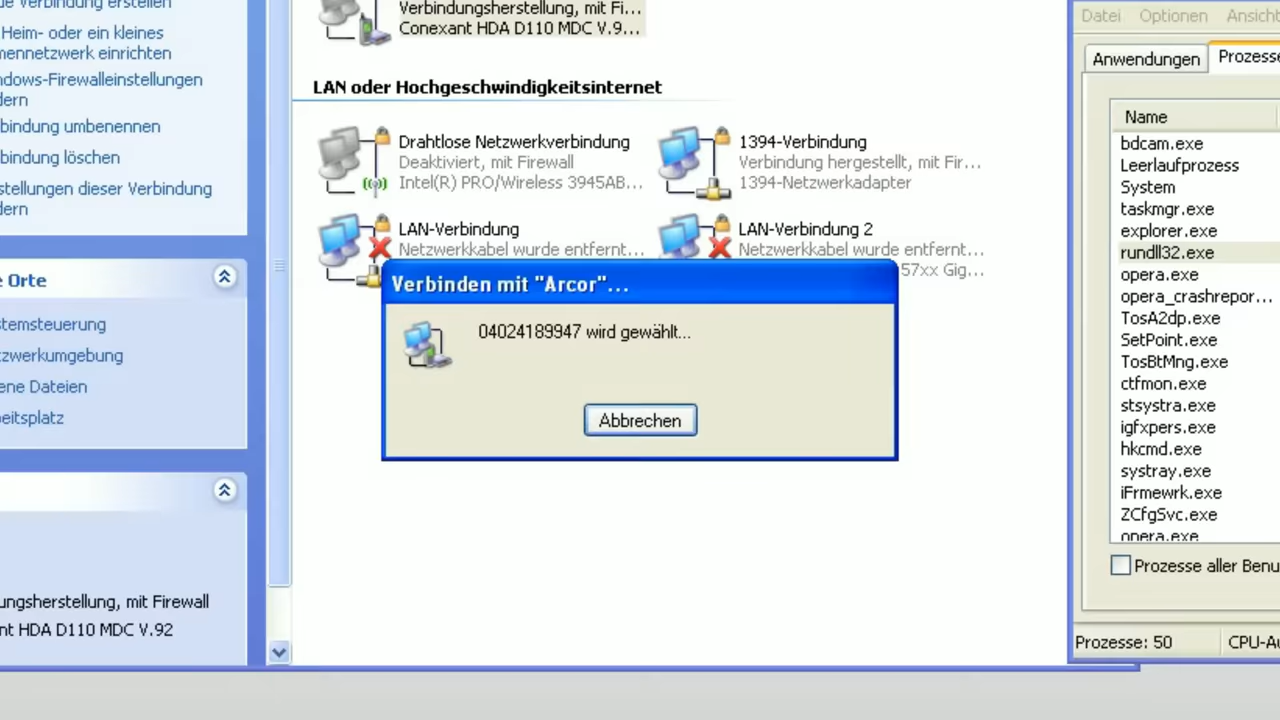 ue Verbindung erstellen
Heim- oder ein kleines
mennetzwerk einrichten
ndows-Firewalleinstellungen
dern
bindung umbenennen
bindung löschen
stellungen dieser Verbindung
dern
e Orte
stemsteuerung
tzwerkumgebung
ene Dateien
beitsplatz
ungsherstellung, mit Firewall
nt HDA D110 MDC V.92
Verbindungsherstellung, mit Fi...
Conexant HDA D110 MDC V.9...
LAN oder Hochgeschwindigkeitsinternet
Drahtlose Netzwerkverbindung
Deaktiviert, mit Firewall
Intel(R) PRO/Wireless 3945AB...
1394-Verbindung
Verbindung hergestellt, mit Fir...
1394-Netzwerkadapter
LAN-Verbindung
Netzwerkkabel wurde entfernt...
LAN-Verbindung 2
Netzwerkkabel wurde entfernt...
57xx Gig...
Verbinden mit "Arcor"...
04024189947 wird gewählt...
Abbrechen
Datei Optionen Ansicht
Anwendungen Prozesse
Name
bdcam.exe
Leerlaufprozess
System
taskmgr.exe
explorer.exe
rundll32.exe
opera.exe
opera_crashrepor...
TosA2dp.exe
SetPoint.exe
TosBtMng.exe
ctfmon.exe
stsystra.exe
igfxpers.exe
hkcmd.exe
systray.exe
iFrmewrk.exe
ZCfgSvc.exe
opera.exe
Prozesse aller Benu
Prozesse: 50 CPU-Au